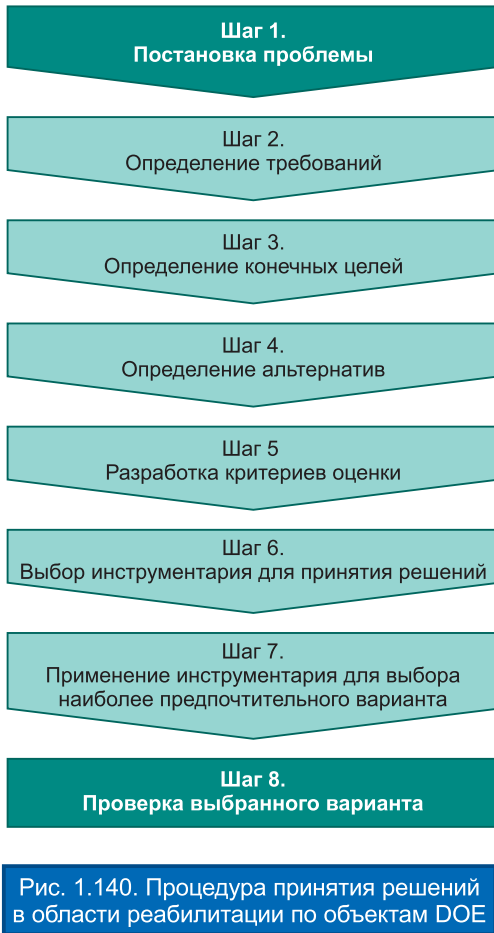 Шаг 1.
Постановка проблемы
Шаг 2.
Определение требований
Шаг 3.
Определение конечных целей
Шаг 4.
Определение альтернатив
Шаг 5
Разработка критериев оценки
Шаг 6.
Выбор инструментария для принятия решений
Шаг 7.
Применение инструментария для выбора
наиболее предпочтительного варианта
Шаг 8.
Проверка выбранного варианта
Рис. 1.140. Процедура принятия решений
в области реабилитации по объектам DOE